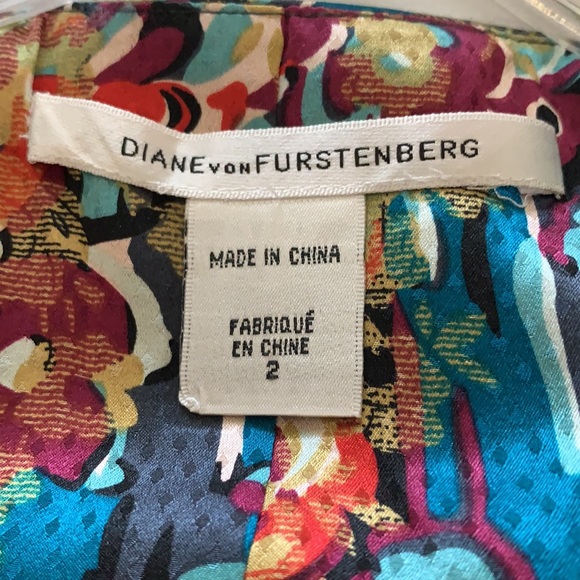 DIANE VON FURSTENBERG
MADE IN CHINA
FABRIQUÉ
EN CHINE
2